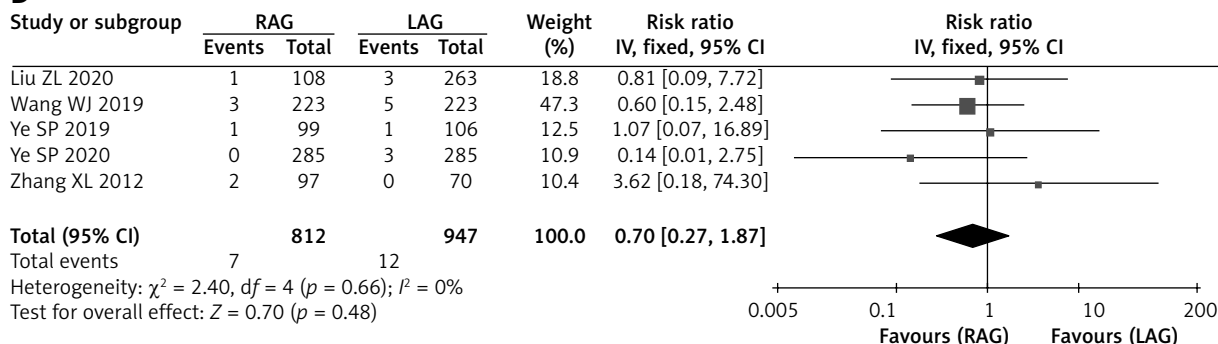 Study or subgroup RAG LAG Weight Risk ratio Risk ratio
Events Total Events Total (%) IV, fixed, 95% CI IV, fixed, 95% CI
Liu ZL 2020 1 108 3 263 18.8 0.81 [0.09, 7.72]
Wang WJ 2019 3 223 5 223 47.3 0.60 [0.15, 2.48]
Ye SP 2019 1 99 1 106 12.5 1.07 [0.07, 16.89]
Ye SP 2020 0 285 3 285 10.9 0.14 [0.01, 2.75]
Zhang XL 2012 2 97 0 70 10.4 3.62 [0.18, 74.30]
Total (95% CI) 812 947 100.0 0.70 [0.27, 1.87]
Total events 7 12
Heterogeneity: χ² = 2.40, df = 4 (p = 0.66); I² = 0%
Test for overall effect: Z = 0.70 (p = 0.48)
0.005 0.1 1 10 200
Favours (RAG) Favours (LAG)